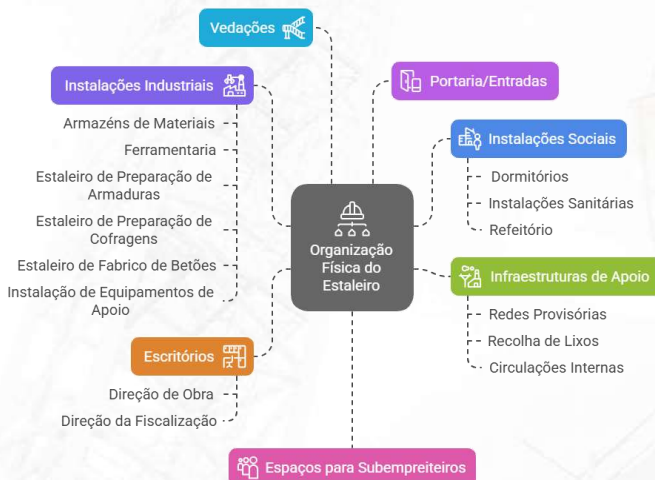 Vedações
Portaria/Entradas
Instalações Industriais
Armazéns de Materiais
Ferramentaria
Estaleiro de Preparação de
Armaduras
Estaleiro de Preparação de
Cofragens
Estaleiro de Fabrico de Betões
Instalação de Equipamentos de
Apoio
Instalações Sociais
Dormitórios
Instalações Sanitárias
Refeitório
Organização
Física do
Estaleiro
Infraestruturas de Apoio
Redes Provisórias
Recolha de Lixos
Circulações Internas
Escritórios
Direção de Obra
Direção da Fiscalização
Espaços para Subempreiteiros